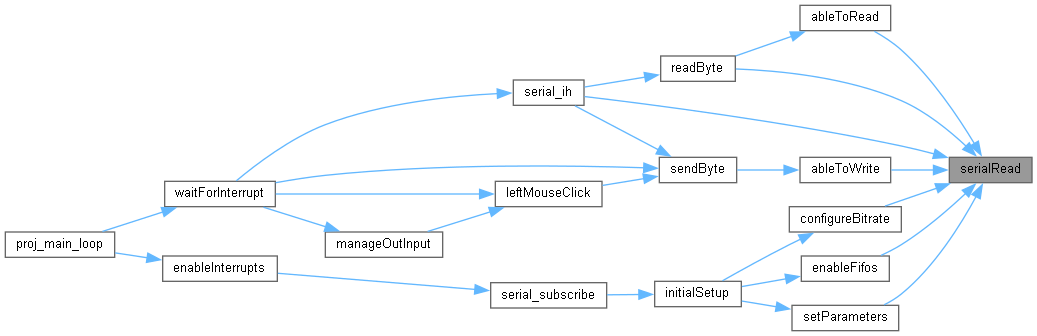 ableToRead
readByte
serial_ih
serialRead
sendByte
ableToWrite
waitForInterrupt
leftMouseClick
configureBitrate
proj_main_loop
manageOutInput
enableInterrupts
enableFifos
serial_subscribe
initialSetup
setParameters